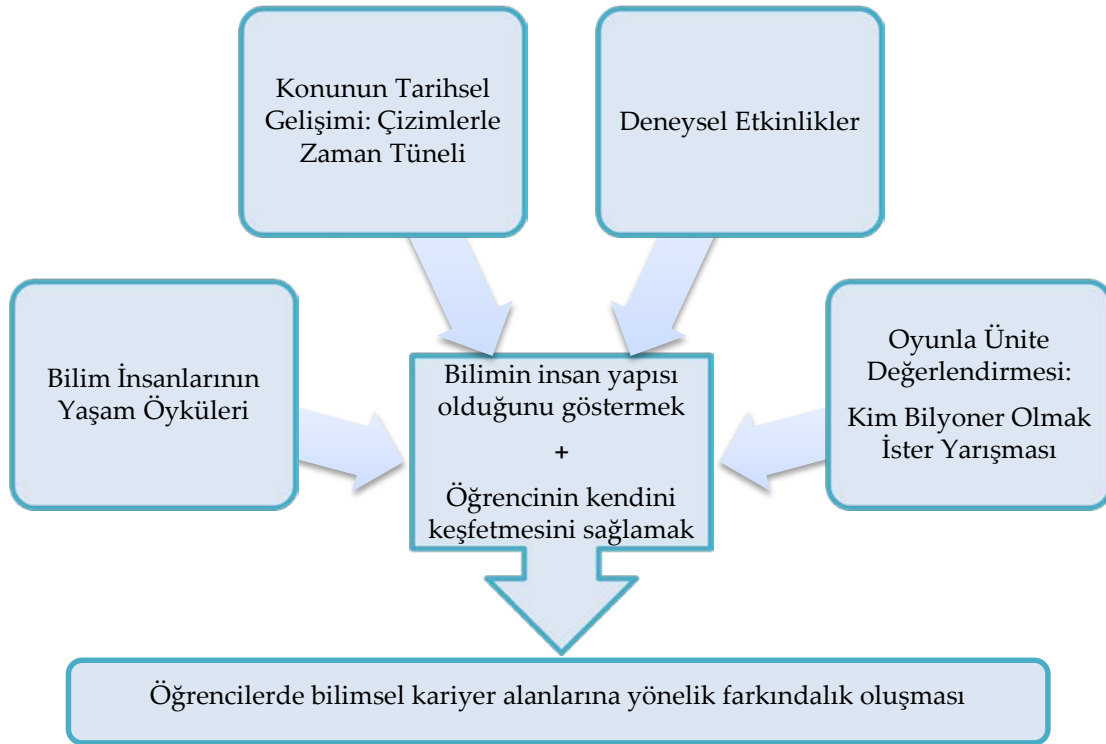 Konunun Tarihsel
Gelişimi: Çizimlerle
Zaman Tüneli
Deneysel Etkinlikler
Bilim İnsanlarının
Yaşam Öyküleri
Bilimin insan yapısı
olduğunu göstermek
+
Öğrencinin kendini
keşfetmesini sağlamak
Oyunla Ünite
Değerlendirmesi:
Kim Bilyoner Olmak
İster Yarışması
Öğrencilerde bilimsel kariyer alanlarına yönelik farkındalık oluşması